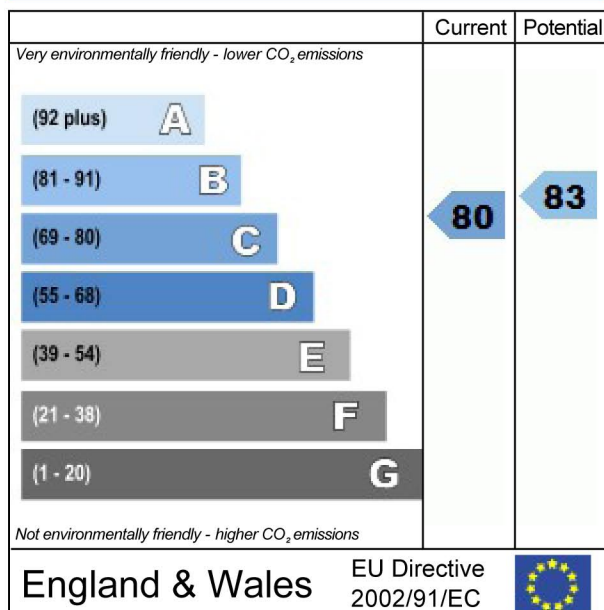 Current Potential
Very environmentally friendly - lower CO₂ emissions
(92 plus) A
(81 - 91) B
(69 - 80) C
(55 - 68) D
(39 - 54) E
(21 - 38) F
(1 - 20) G
80
83
Not environmentally friendly - higher CO₂ emissions
England & Wales
EU Directive
2002/91/EC